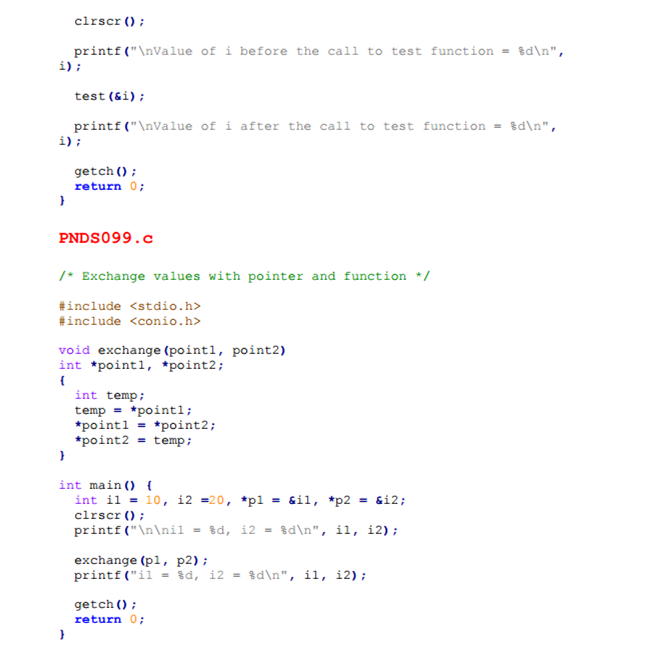 clrscr();
printf("\nValue of i before the call to test function = %d\n",
i);
test(&i);
printf("\nValue of i after the call to test function = %d\n",
i);
getch();
return 0;
}
PNDS099.c
/* Exchange values with pointer and function */
#include <stdio.h>
#include <conio.h>
void exchange(point1, point2)
int *point1, *point2;
{
int temp;
temp = *point1;
*point1 = *point2;
*point2 = temp;
}
int main() {
int i1 = 10, i2 =20, *p1 = &i1, *p2 = &i2;
clrscr();
printf("\n\ni1 = %d, i2 = %d\n", i1, i2);
exchange(p1, p2);
printf("i1 = %d, i2 = %d\n", i1, i2);
getch();
return 0;
}